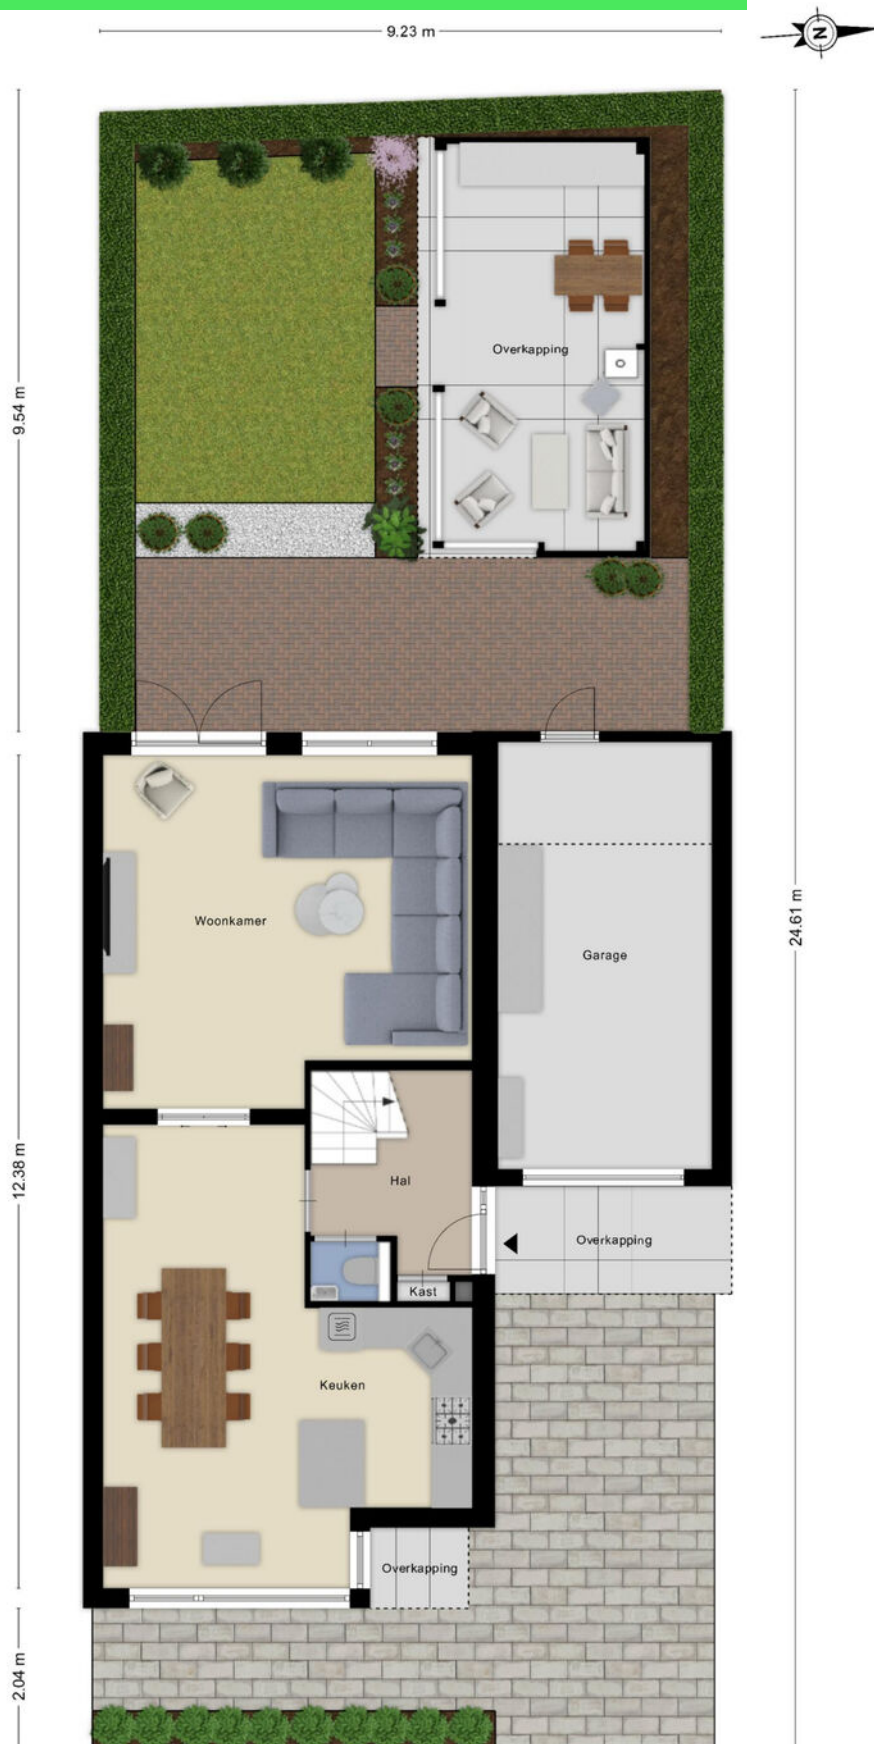 9.23 m
N
Overkapping
9.54 m
Woonkamer
24.61 m
Garage
12.38 m
Hal
Overkapping
Kast
Keuken
Overkapping
2.04 m